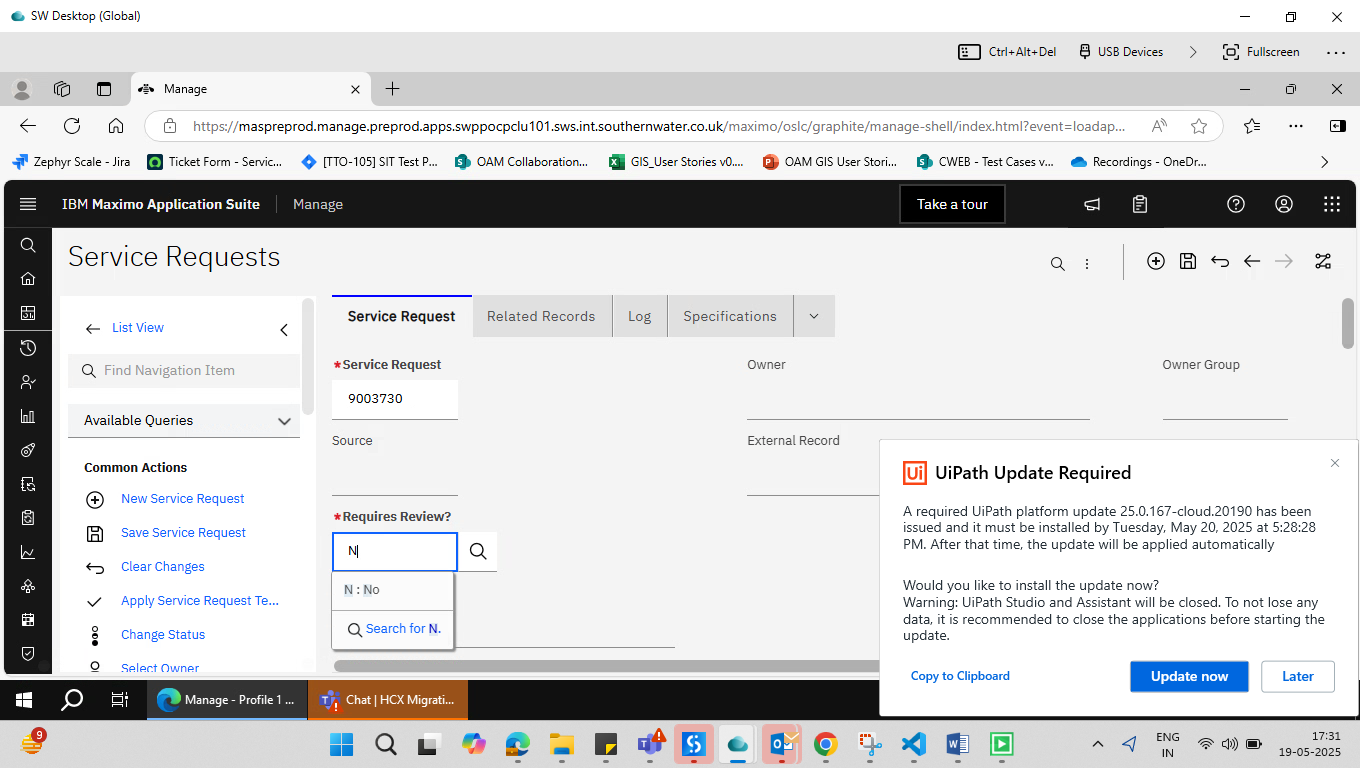 SW Desktop (Global)
Ctrl+Alt+Del
USB Devices
Fullscreen
Manage
https://maspreprod.manage.preprod.apps.swppocpclu101.sws.int.southernwater.co.uk/maximo/oslc/graphite/manage-shell/index.html?event=loadap...
Zephyr Scale - Jira
Ticket Form - Servic...
[TTO-105] SIT Test P...
OAM Collaboration...
GIS_User Stories v0....
OAM GIS User Stori...
CWEB - Test Cases v...
Recordings - OneDr...
IBM Maximo Application Suite
Manage
Take a tour
Service Requests
List View
Find Navigation Item
Available Queries
Common Actions
New Service Request
Save Service Request
Clear Changes
Apply Service Request Te...
Change Status
Select Owner
Service Request
Related Records
Log
Specifications
*Service Request
9003730
Owner
Owner Group
Source
External Record
*Requires Review?
N
N : No
Search for N.
Ui UiPath Update Required
A required UiPath platform update 25.0.167-cloud.20190 has been
issued and it must be installed by Tuesday, May 20, 2025 at 5:28:28
PM. After that time, the update will be applied automatically
Would you like to install the update now?
Warning: UiPath Studio and Assistant will be closed. To not lose any
data, it is recommended to close the applications before starting the
update.
Copy to Clipboard
Update now
Later
Manage - Profile 1 ...
Chat | HCX Migrati...
9
ENG
IN
17:31
19-05-2025